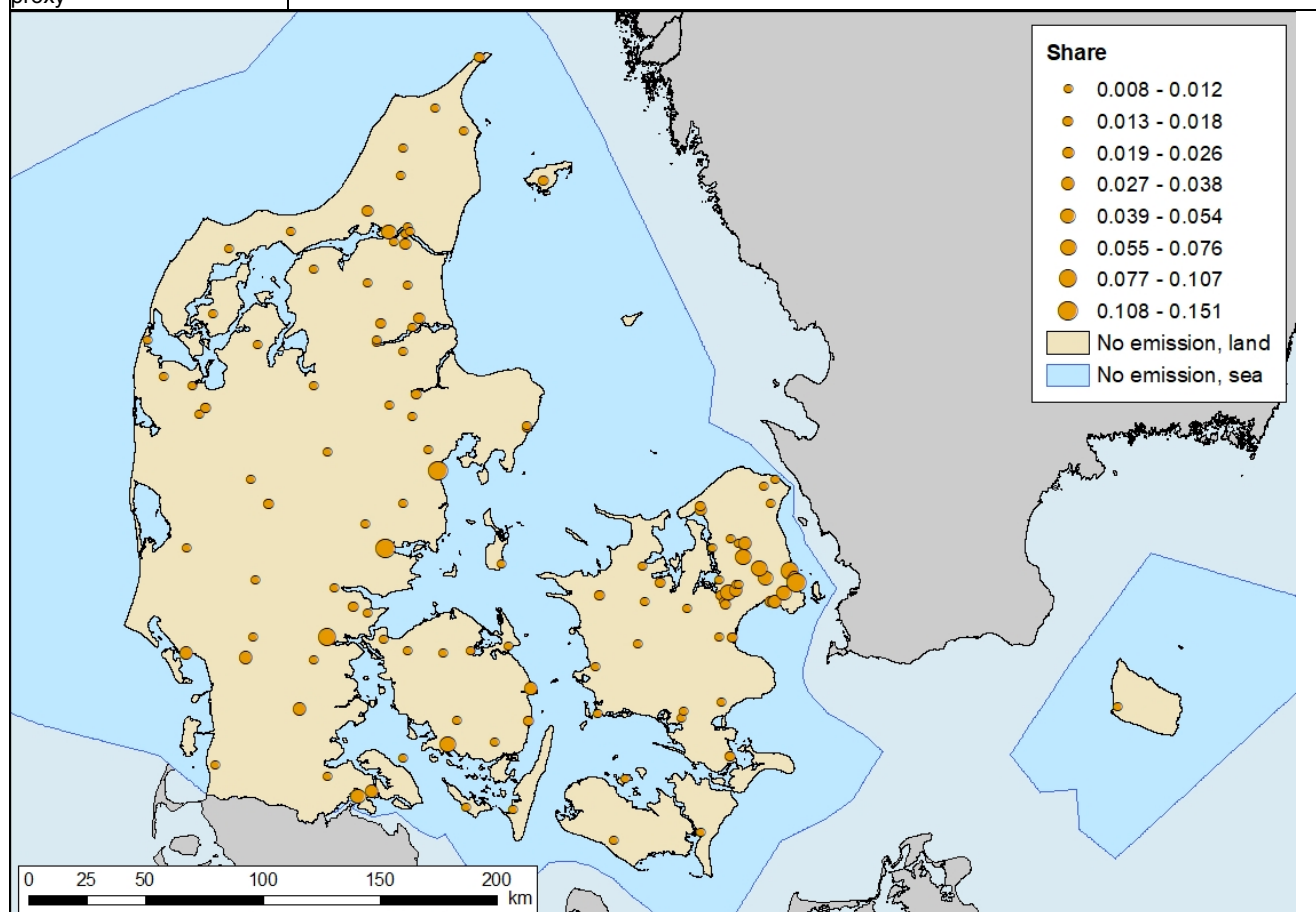 proxy
Share
0.008 - 0.012
0.013 - 0.018
0.019 - 0.026
0.027 - 0.038
0.039 - 0.054
0.055 - 0.076
0.077 - 0.107
0.108 - 0.151
No emission, land
No emission, sea
0 25 50 100 150 200
km